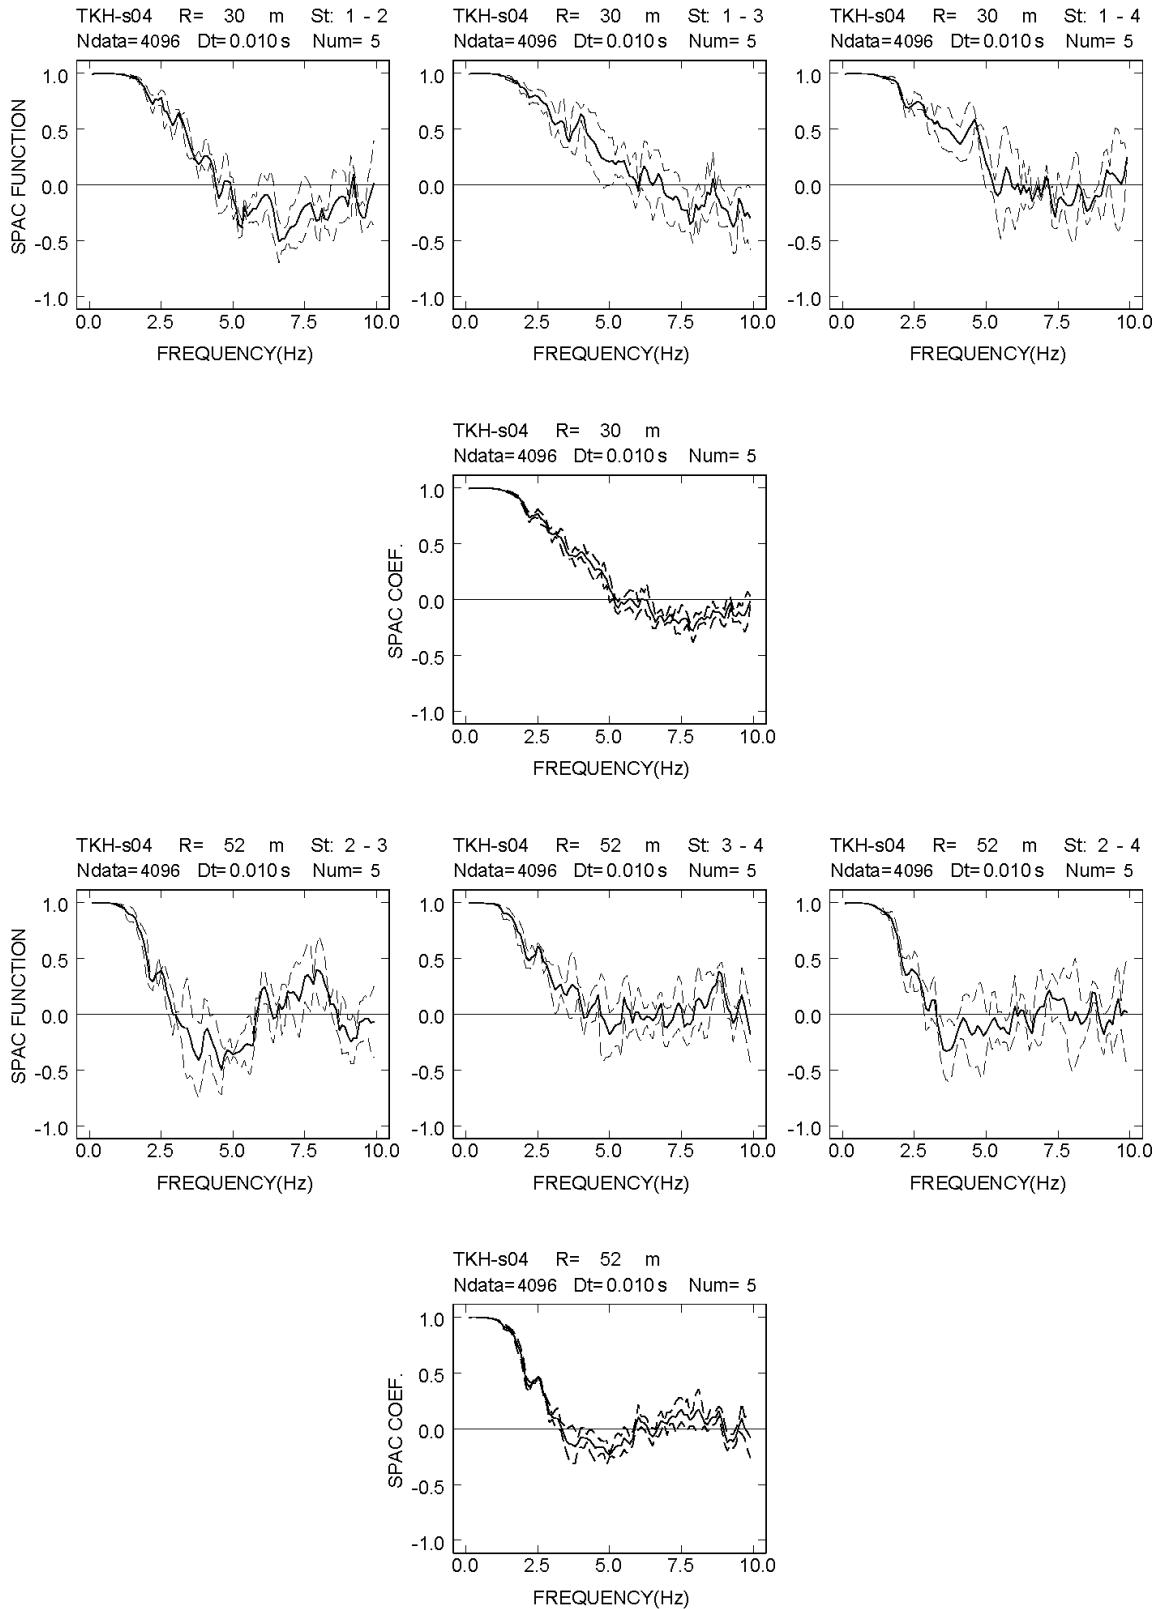 TKH-s04 R= 30 m St: 1 - 2
Ndata=4096 Dt=0.010 s Num= 5
1.0
0.5
0.0
-0.5
-1.0
SPAC FUNCTION
0.0 2.5 5.0 7.5 10.0
FREQUENCY(Hz)
TKH-s04 R= 30 m St: 1 - 3
Ndata=4096 Dt=0.010 s Num= 5
1.0
0.5
0.0
-0.5
-1.0
0.0 2.5 5.0 7.5 10.0
FREQUENCY(Hz)
TKH-s04 R= 30 m St: 1 - 4
Ndata=4096 Dt=0.010 s Num= 5
1.0
0.5
0.0
-0.5
-1.0
0.0 2.5 5.0 7.5 10.0
FREQUENCY(Hz)
TKH-s04 R= 30 m
Ndata=4096 Dt=0.010 s Num= 5
1.0
0.5
0.0
-0.5
-1.0
SPAC COEF.
0.0 2.5 5.0 7.5 10.0
FREQUENCY(Hz)
TKH-s04 R= 52 m St: 2 - 3
Ndata=4096 Dt=0.010 s Num= 5
1.0
0.5
0.0
-0.5
-1.0
SPAC FUNCTION
0.0 2.5 5.0 7.5 10.0
FREQUENCY(Hz)
TKH-s04 R= 52 m St: 3 - 4
Ndata=4096 Dt=0.010 s Num= 5
1.0
0.5
0.0
-0.5
-1.0
0.0 2.5 5.0 7.5 10.0
FREQUENCY(Hz)
TKH-s04 R= 52 m St: 2 - 4
Ndata=4096 Dt=0.010 s Num= 5
1.0
0.5
0.0
-0.5
-1.0
0.0 2.5 5.0 7.5 10.0
FREQUENCY(Hz)
TKH-s04 R= 52 m
Ndata=4096 Dt=0.010 s Num= 5
1.0
0.5
0.0
-0.5
-1.0
SPAC COEF.
0.0 2.5 5.0 7.5 10.0
FREQUENCY(Hz)